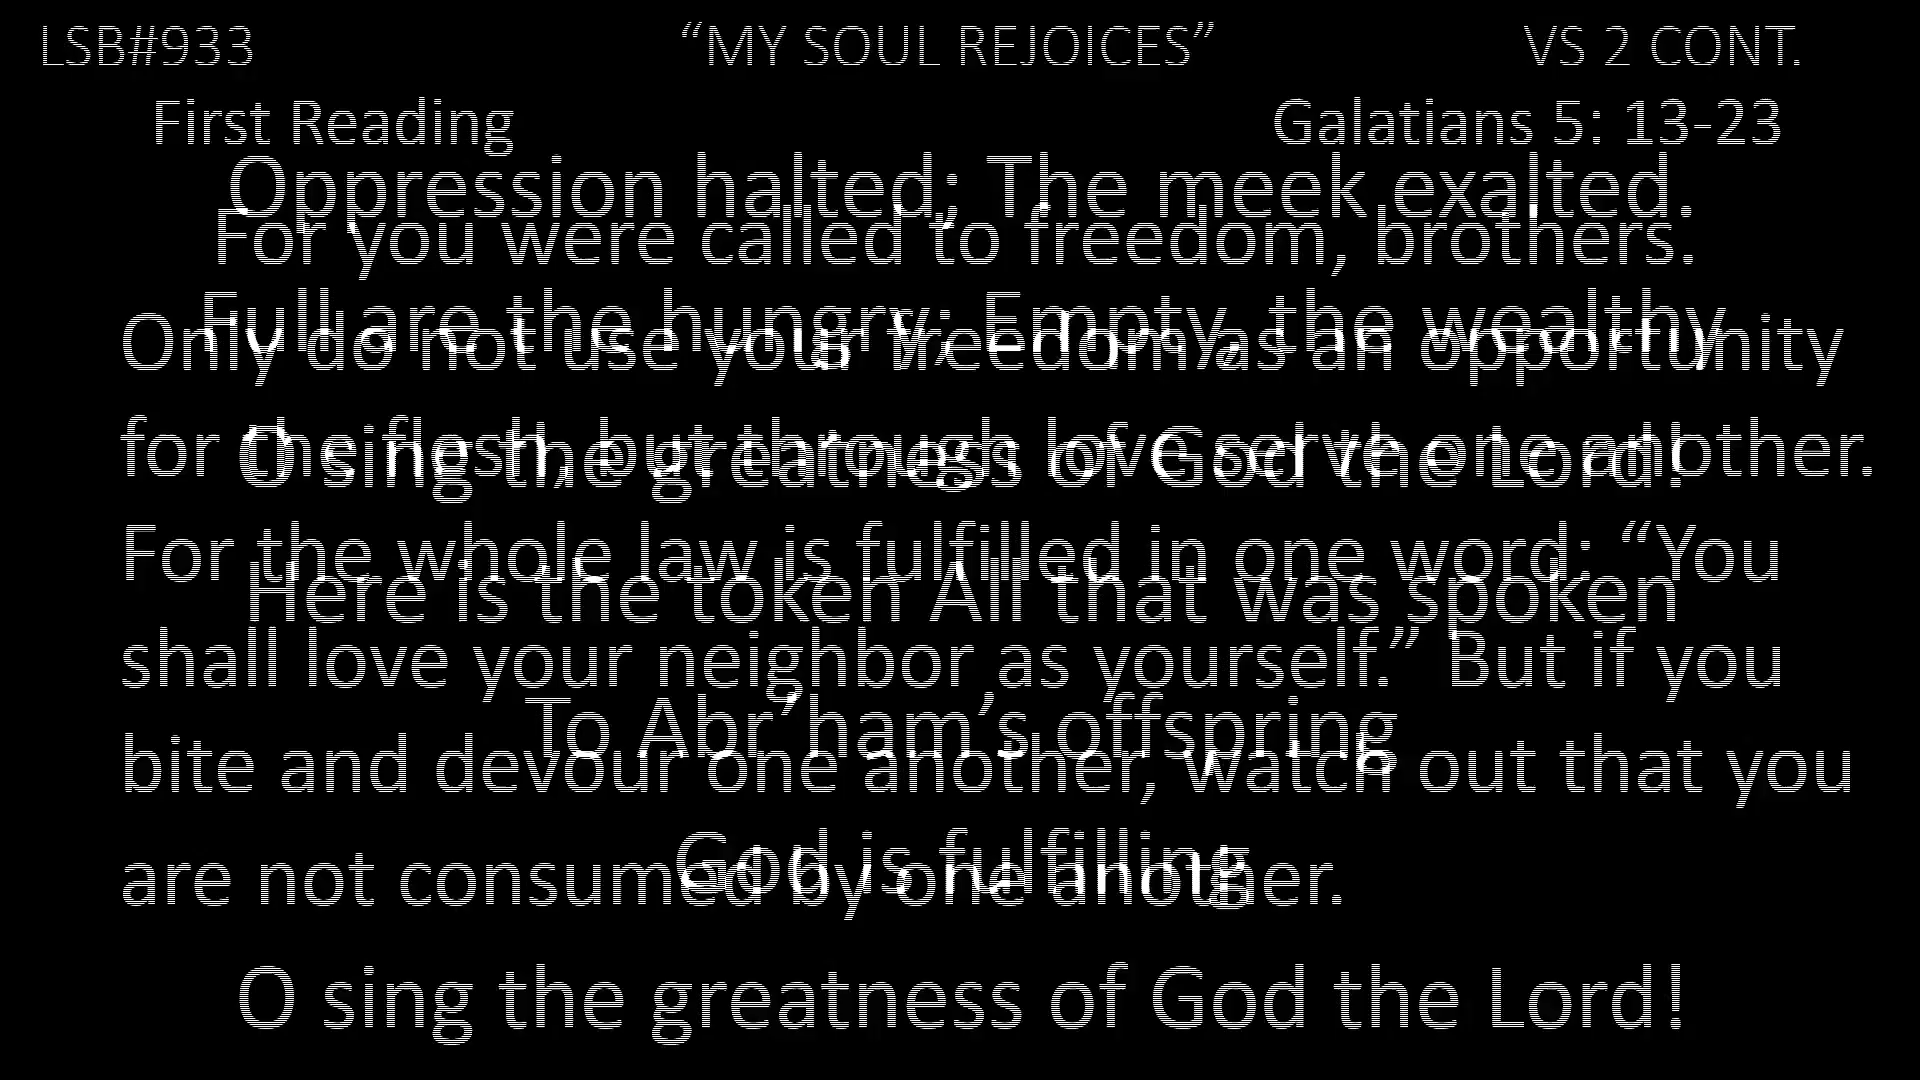 LSB#933 “MY SOUL REJOICES” VS 2 CONT.
First Reading Galatians 5: 13-23
Oppression halted; The meek exalted.
For you were called to freedom, brothers.
Full are the hungry; Empty, the wealthy
Only do not use your freedom as an opportunity
for the flesh, but through love serve one another.
O sing the greatness of God the Lord!
For the whole law is fulfilled in one word: “You
Here is the token All that was spoken
shall love your neighbor as yourself.” But if you
To Abr’ham’s offspring
bite and devour one another, watch out that you
God is fulfilling
are not consumed by one another.
O sing the greatness of God the Lord!